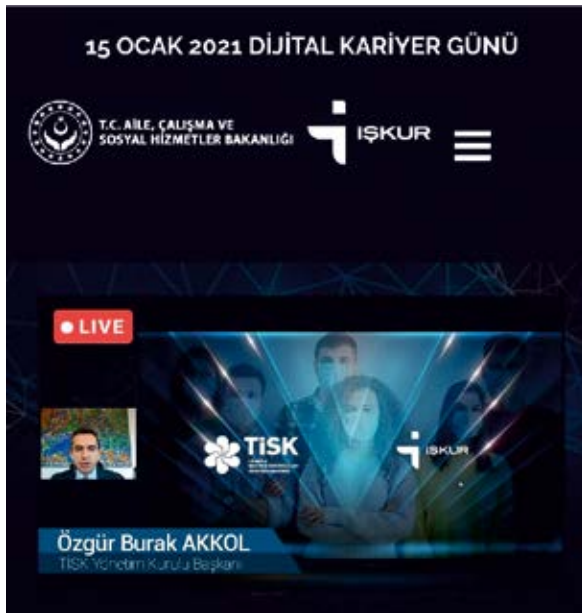 15 OCAK 2021 DİJİTAL KARİYER GÜNÜ
T.C. AİLE, ÇALIŞMA VE
SOSYAL HİZMETLER BAKANLIĞI
İŞKUR
LIVE
TİSK
İŞKUR
Özgür Burak AKKOL
TİSK Yönetim Kurulu Başkanı